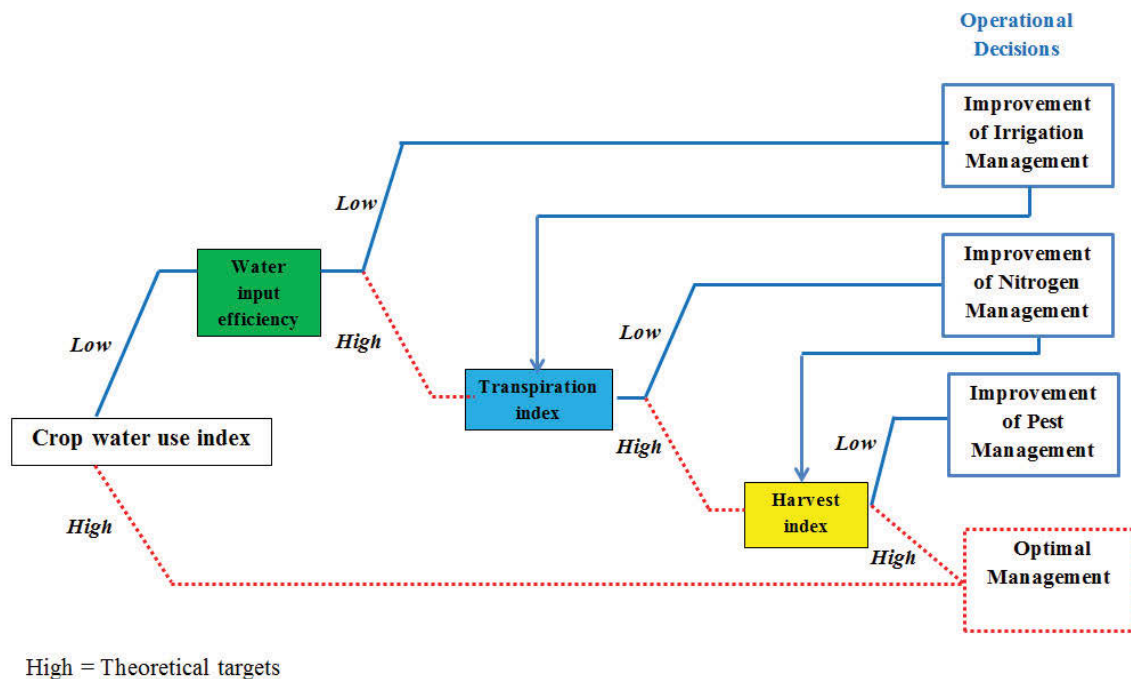 Operational
Decisions
Improvement
of Irrigation
Management
Low
Water
input
efficiency
Improvement
of Nitrogen
Management
Low
High
Low
Transpiration
index
Improvement
of Pest
Management
Crop water use index
High
Low
Harvest
index
High
High
Optimal
Management
High = Theoretical targets